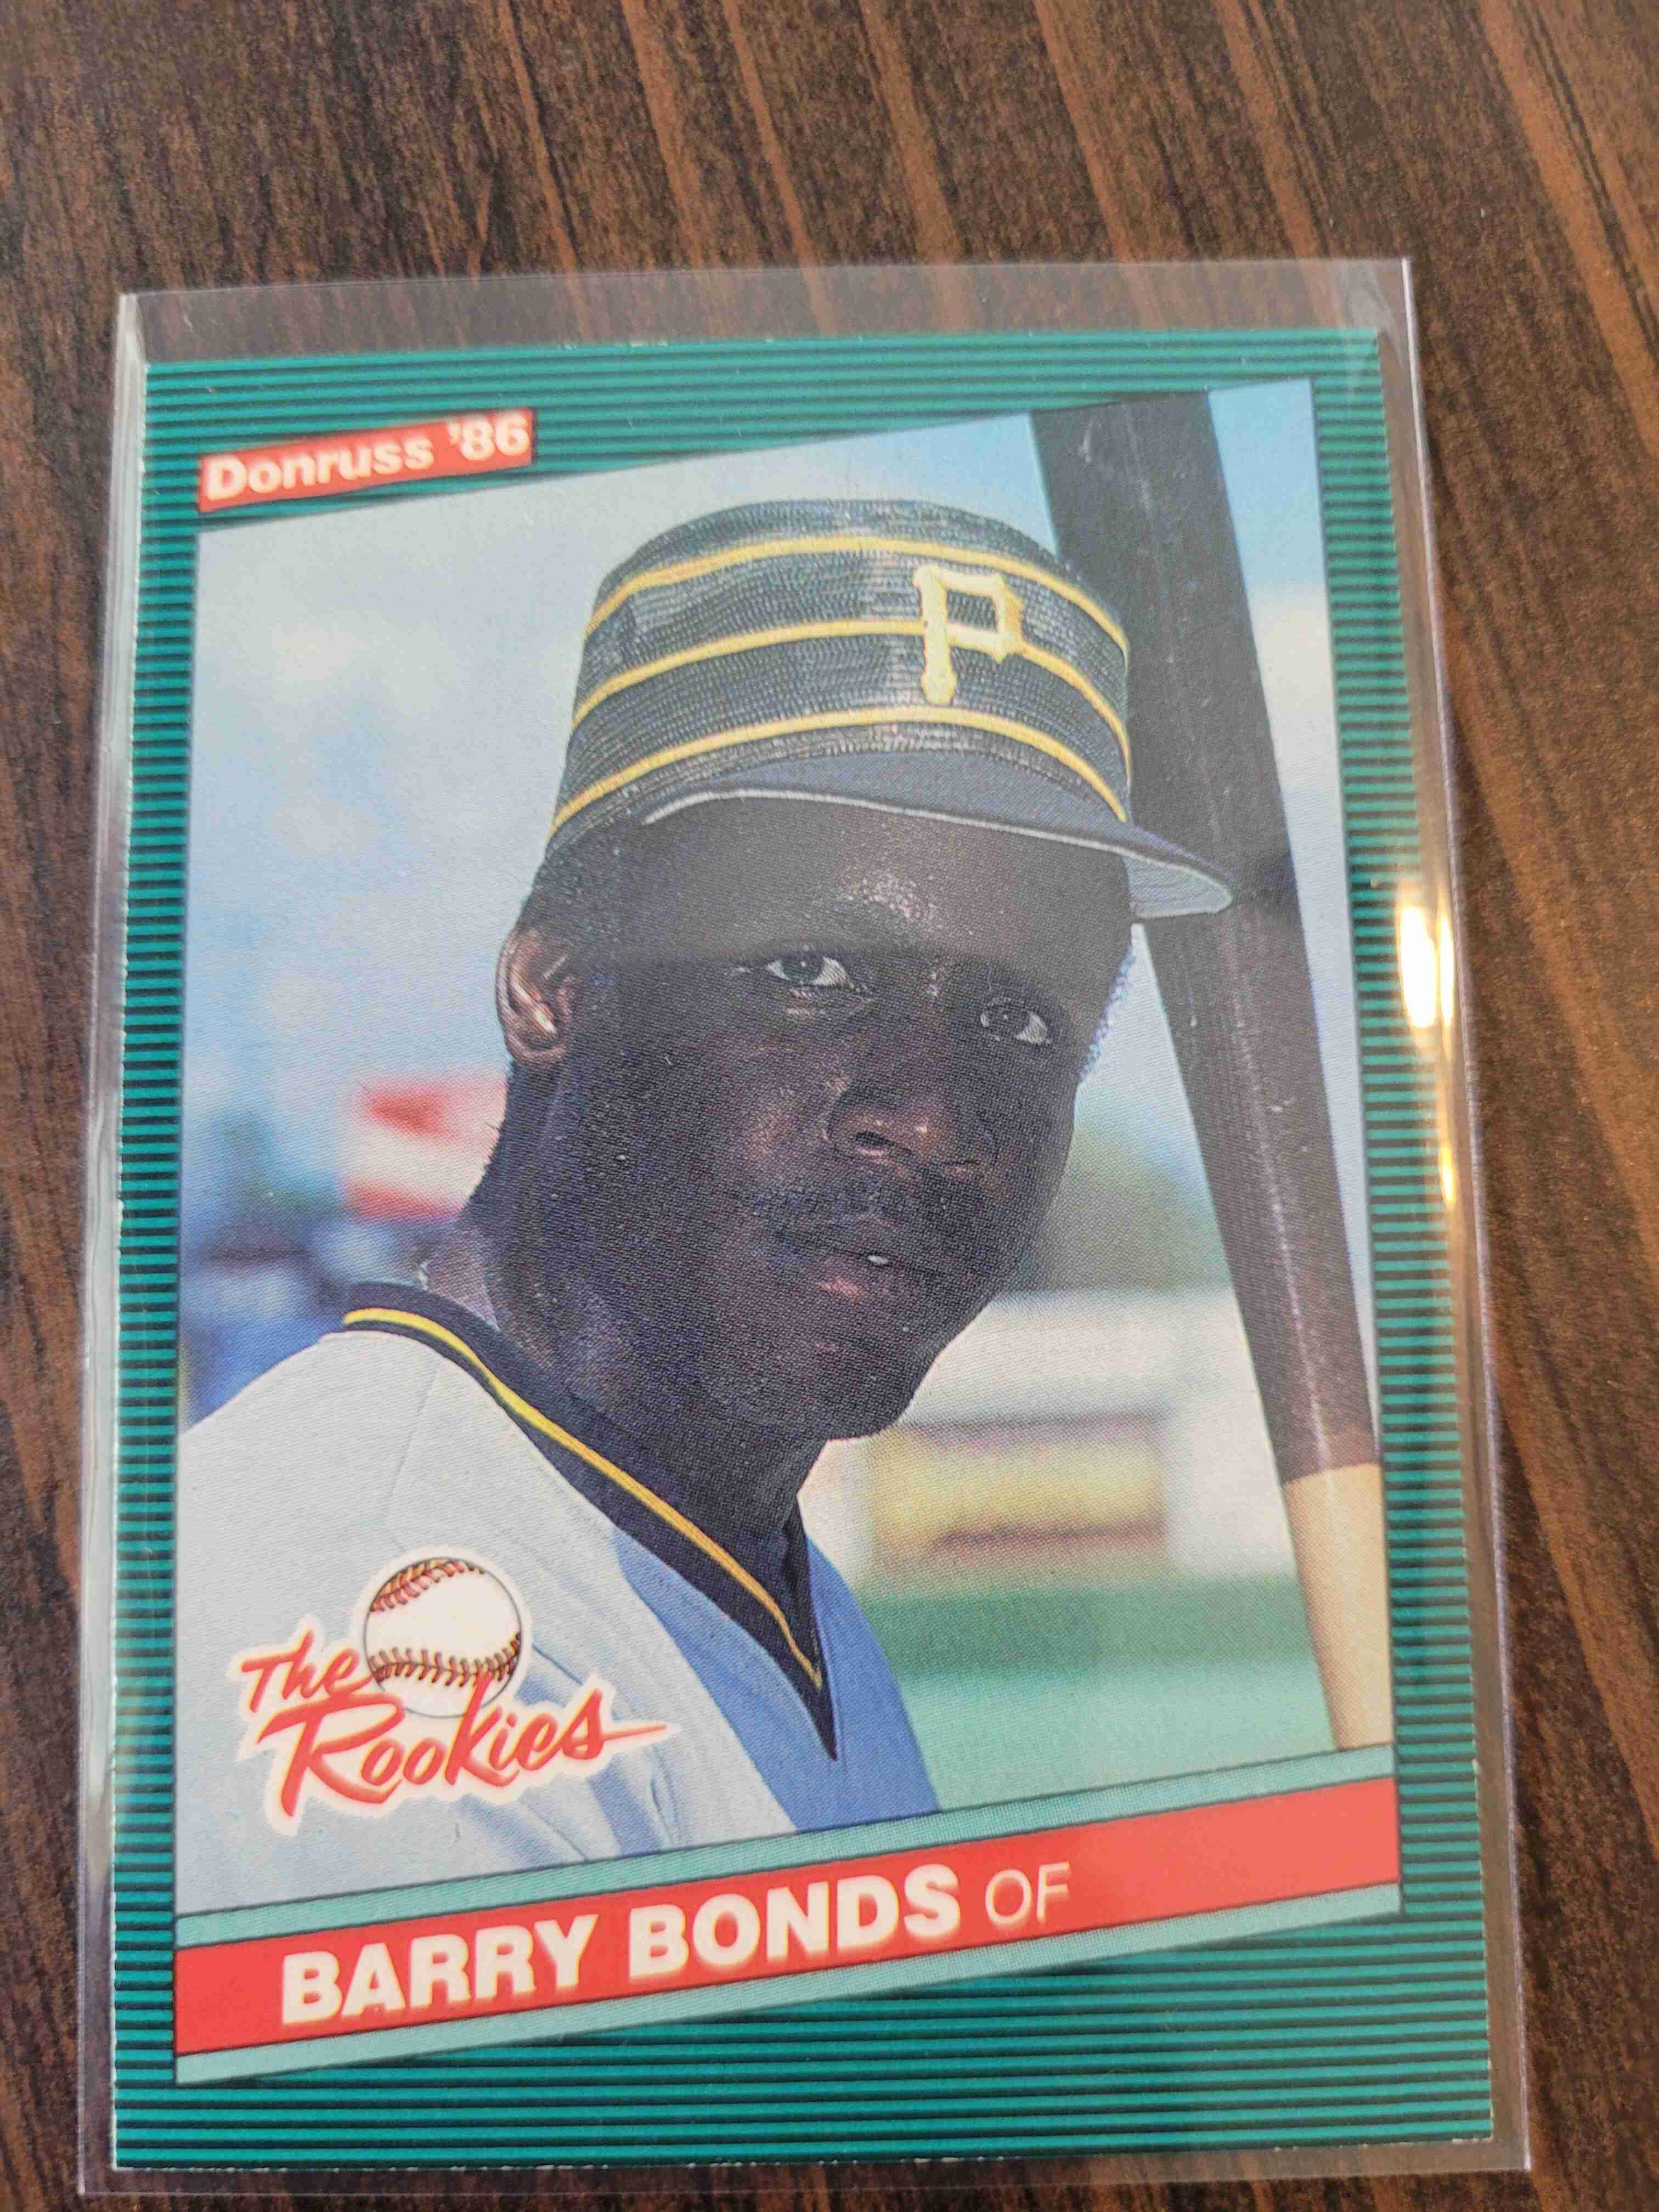 Donruss '86
P
The
Rookies
BARRY BONDS OF